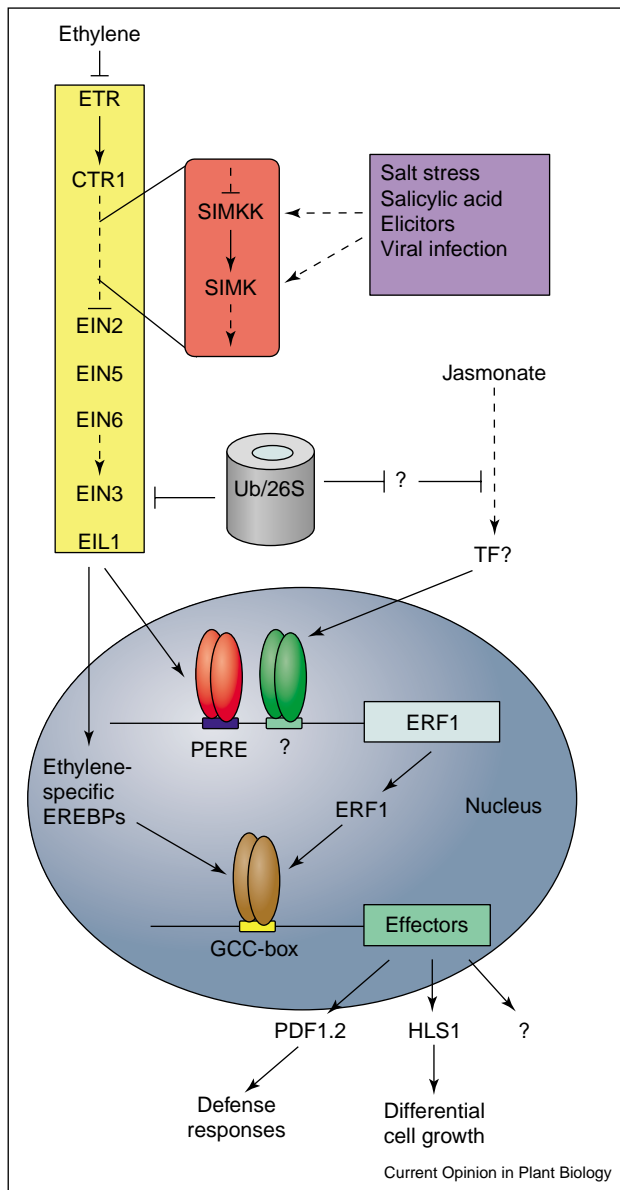 Ethylene
ETR
CTR1
EIN2
EIN5
EIN6
EIN3
EIL1
SIMKK
SIMK
Salt stress
Salicylic acid
Elicitors
Viral infection
Jasmonate
Ub/26S
?
TF?
PERE
?
ERF1
Ethylene-
specific
EREBPs
ERF1
Nucleus
GCC-box
Effectors
PDF1.2
HLS1
?
Defense
responses
Differential
cell growth
Current Opinion in Plant Biology